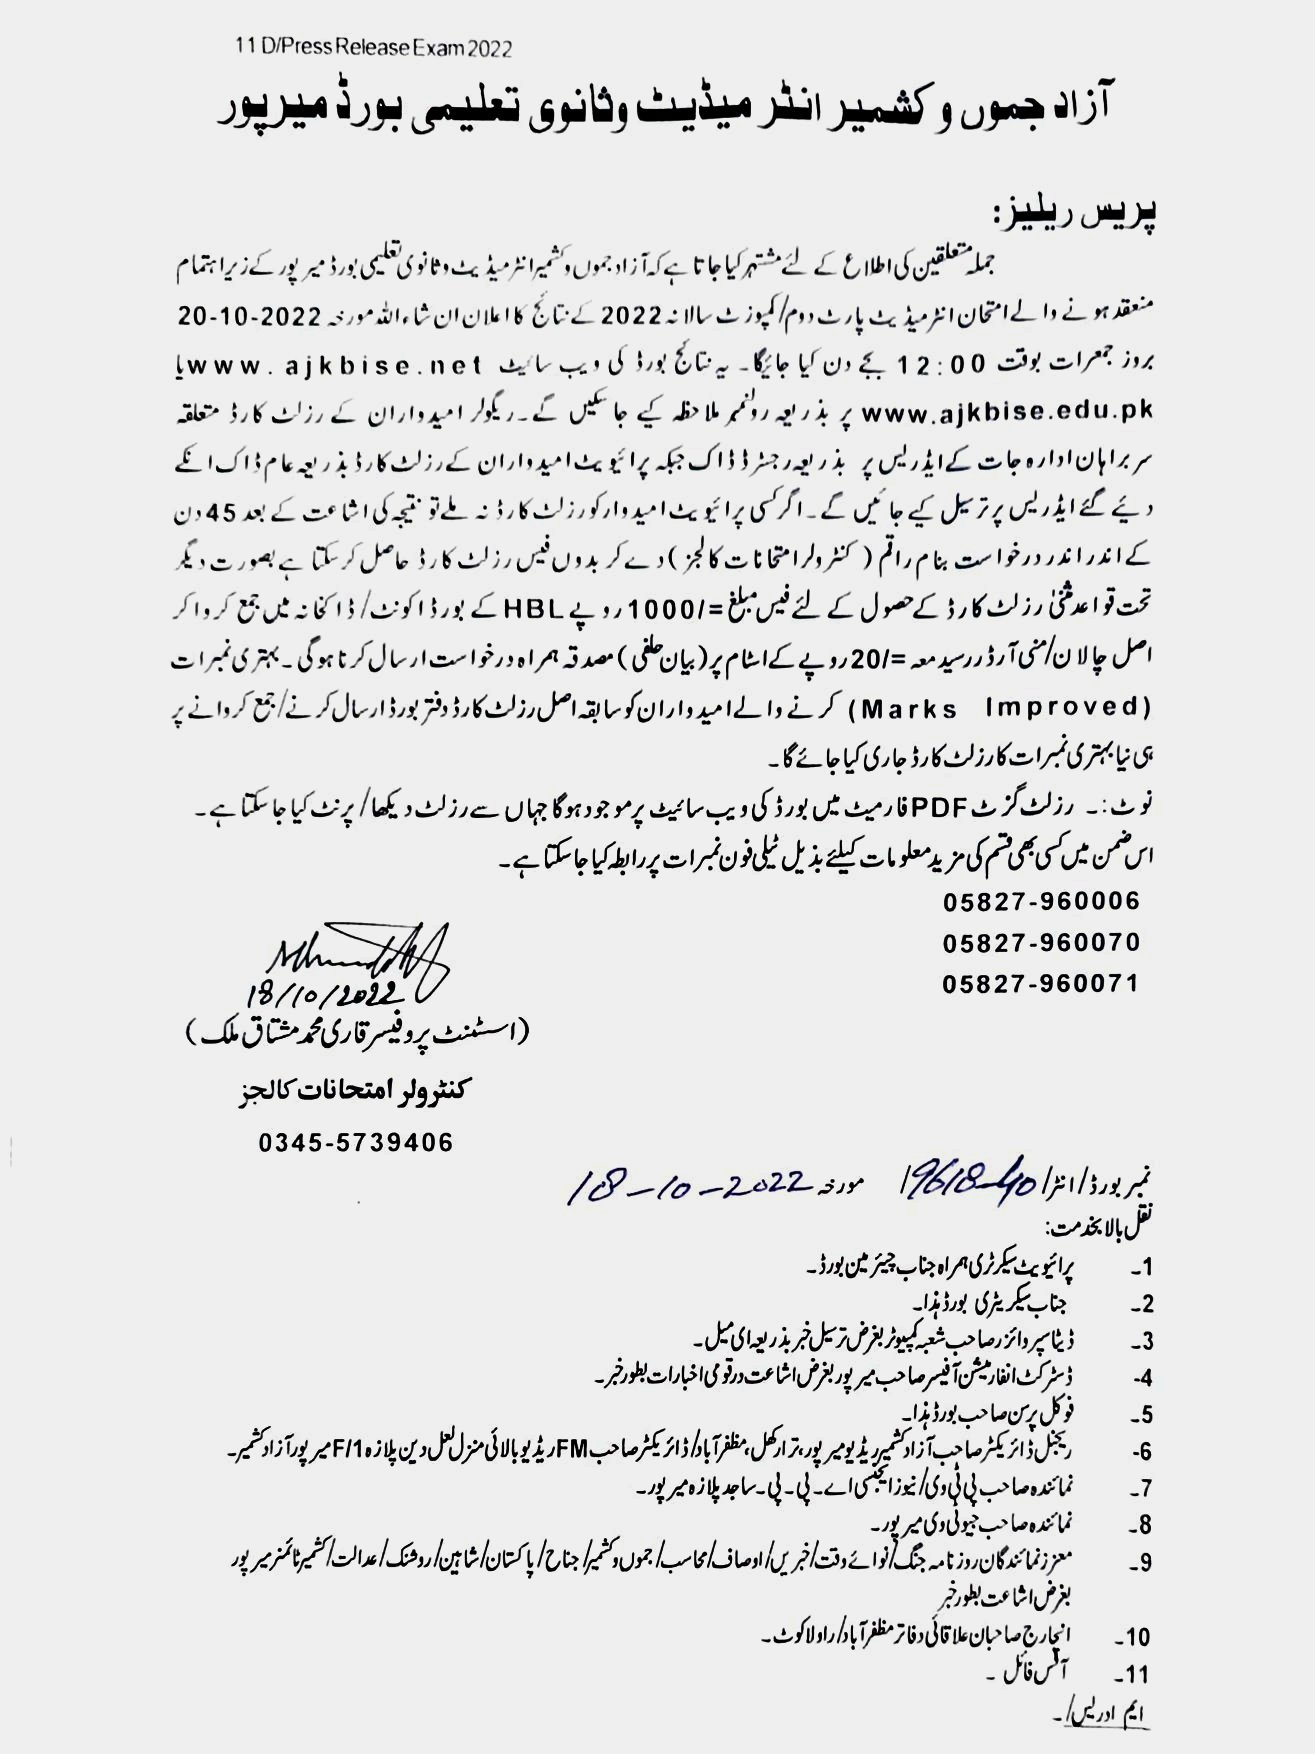 11 D/Press Release Exam 2022
آزاد جموں و کشمیر انٹر میڈیٹ وثانوی تعلیمی بورڈ میرپور
پریس ریلیز:
جملہ متعلقین کی اطلاع کے لئے مشتہر کیا جاتا ہے کہ آزاد جموں و کشمیر انٹر میڈیٹ و ثانوی تعلیمی بورڈ میرپور کے زیر اہتمام
منعقد ہونے والے امتحان انٹر میڈیٹ پارٹ دوم/کمپوزٹ سالانہ 2022 کے نتائج کا اعلان ان شاء اللہ مورخہ 20-10-2022
بروز جمعرات بوقت 12:00 بجے دن کیا جائیگا۔ یہ نتائج بورڈ کی ویب سائیٹ www.ajkbise.net یا
www.ajkbise.edu.pk پر بذریعہ رولنمبر ملاحظہ کیے جا سکیں گے۔ ریگولر امیدواران کے رزلٹ کارڈ متعلقہ
سربراہان ادارہ جات کے ایڈریس پر بذریعہ رجسٹرڈ ڈاک جبکہ پرائیویٹ امیدواران کے رزلٹ کارڈ بذریعہ عام ڈاک انکے
دیئے گئے ایڈریس پر ترسیل کیے جائیں گے۔ اگر کسی پرائیویٹ امیدوار کو رزلٹ کارڈ نہ ملے تو نتیجہ کی اشاعت کے بعد 45 دن
کے اندر اندر درخواست بنام راقم (کنٹرولر امتحانات کالجز) دے کر بدوں فیس رزلٹ کارڈ حاصل کر سکتا ہے بصورت دیگر
تحت قواعد مثنیٰ رزلٹ کارڈ کے حصول کے لئے فیس مبلغ =/1000 روپے HBL کے بورڈ اکونٹ/ڈاکخانہ میں جمع کروا کر
اصل چالان/منی آرڈر رسید معہ =/20 روپے کے اسٹام پر (بیان حلفی) مصدقہ ہمراہ درخواست ارسال کرنا ہوگی۔ بہتری نمبرات
(Marks Improved) کرنے والے امیدواران کو سابقہ اصل رزلٹ کارڈ دفتر بورڈ ارسال کرنے/جمع کروانے پر
ہی نیا بہتری نمبرات کا رزلٹ کارڈ جاری کیا جائے گا۔
نوٹ:۔ رزلٹ گزٹ PDF فارمیٹ میں بورڈ کی ویب سائیٹ پر موجود ہوگا جہاں سے رزلٹ دیکھا/پرنٹ کیا جا سکتا ہے۔
اس ضمن میں کسی بھی قسم کی مزید معلومات کیلئے بذیل ٹیلی فون نمبرات پر رابطہ کیا جا سکتا ہے۔
05827-960006
05827-960070
05827-960071
18/10/2022
(اسسٹنٹ پروفیسر قاری محمد مشتاق ملک)
کنٹرولر امتحانات کالجز
0345-5739406
نمبر بورڈ/انٹر/19618-40 مورخہ 18-10-2022
نقل بالا بخدمت:
1۔ پرائیویٹ سیکرٹری ہمراہ جناب چیئرمین بورڈ۔
2۔ جناب سیکریٹری بورڈ ہذا۔
3۔ ڈیٹا سپروائزر صاحب شعبہ کمپیوٹر بغرض ترسیل خبر بذریعہ ای میل۔
4۔ ڈسٹرکٹ انفارمیشن آفیسر صاحب میرپور بغرض اشاعت در قومی اخبارات بطور خبر۔
5۔ فوکل پرسن صاحب بورڈ ہذا۔
6۔ ریجنل ڈائریکٹر صاحب آزاد کشمیر ریڈیو میرپور، تراڑکھل، مظفرآباد/ڈائریکٹر صاحب FM ریڈیو بالائی منزل لعل دین پلازہ F/1 میرپور آزاد کشمیر۔
7۔ نمائندہ صاحب پی ٹی وی/نیوز ایجنسی اے۔پی۔پی۔ ساجد پلازہ میرپور۔
8۔ نمائندہ صاحب جیو ٹی وی میرپور۔
9۔ معزز نمائندگان روزنامہ جنگ/نوائے وقت/خبریں/اوصاف/محاسب/جموں و کشمیر/جناح/پاکستان/شاہین/روشنک/عدالت/کشمیر ٹائمنر میرپور
بغرض اشاعت بطور خبر
10۔ انچارج صاحبان علاقائی دفاتر مظفرآباد/راولاکوٹ۔
11۔ آفس فائل ۔
ایم ادریس/۔